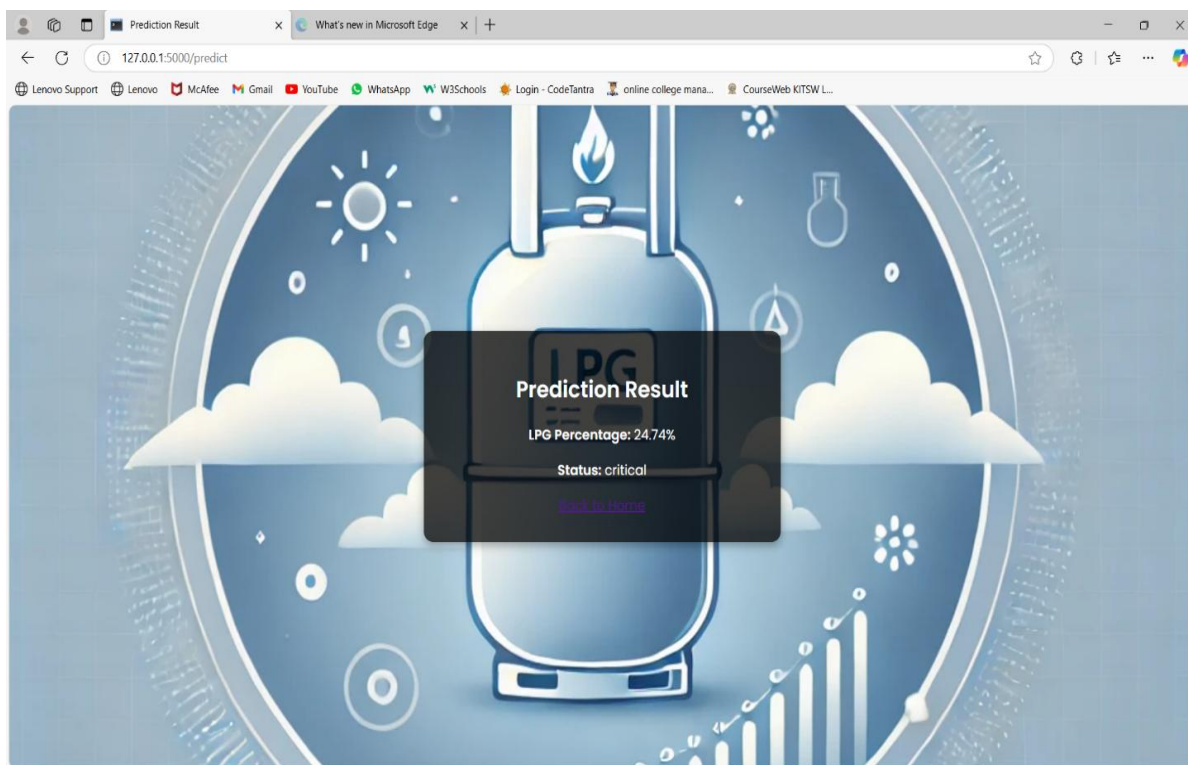 Prediction Result
What's new in Microsoft Edge
127.0.0.1:5000/predict
Lenovo Support
Lenovo
McAfee
Gmail
YouTube
WhatsApp
W3Schools
Login - CodeTantra
online college mana...
CourseWeb KITSW L...
LPG
Prediction Result
LPG Percentage: 24.74%
Status: critical
Back to Home